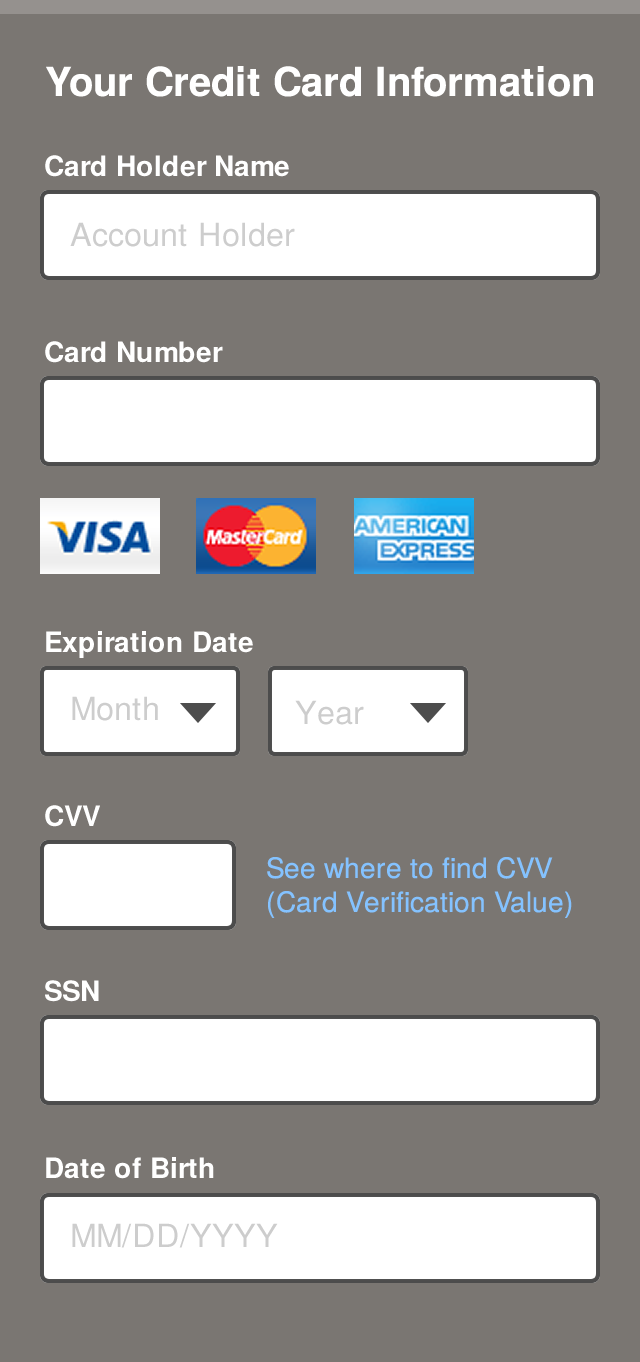 Your Credit Card Information
Card Holder Name
Account Holder
Card Number
VISA
MasterCard
AMERICAN
EXPRESS
Expiration Date
Month
Year
CVV
See where to find CVV
(Card Verification Value)
SSN
Date of Birth
MM/DD/YYYY